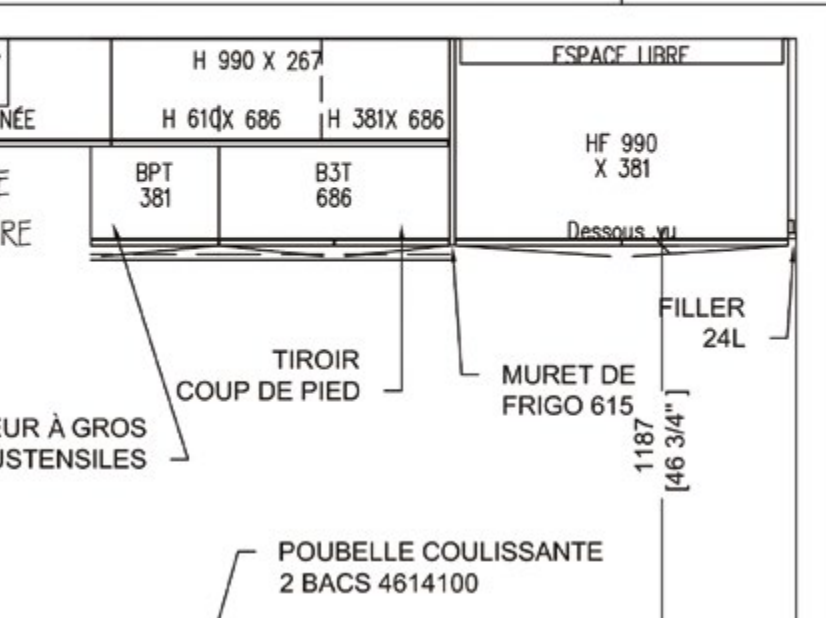 H 990 X 267
ESPACE LIBRE
NÉE
H 610X 686
H 381X 686
HF 990
X 381
BPT
381
B3T
686
RE
Dessous vu
FILLER
24L
TIROIR
COUP DE PIED
MURET DE
FRIGO 615
1187
[46 3/4" ]
EUR À GROS
USTENSILES
POUBELLE COULISSANTE
2 BACS 4614100